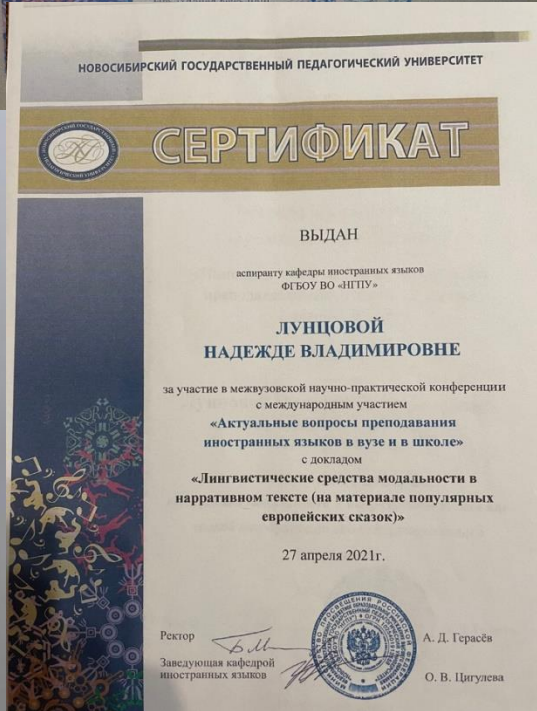 НОВОСИБИРСКИЙ ГОСУДАРСТВЕННЫЙ ПЕДАГОГИЧЕСКИЙ УНИВЕРСИТЕТ
СЕРТИФИКАТ
ВЫДАН
аспиранту кафедры иностранных языков
ФГБОУ ВО «НГПУ»
ЛУНЦОВОЙ
НАДЕЖДЕ ВЛАДИМИРОВНЕ
за участие в межвузовской научно-практической конференции
с международным участием
«Актуальные вопросы преподавания
иностранных языков в вузе и в школе»
с докладом
«Лингвистические средства модальности в
нарративном тексте (на материале популярных
европейских сказок)»
27 апреля 2021г.
Ректор
А. Д. Герасёв
Заведующая кафедрой
иностранных языков
О. В. Цигулева